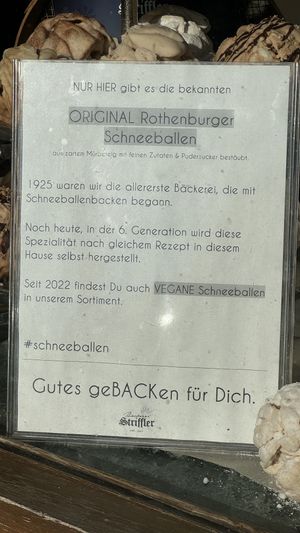 NUR HIER gibt es die bekannten
ORIGINAL Rothenburger
Schneeballen
aus zartem Mürbeteig mit feinen Zutaten & Puderzucker bestäubt.
1925 waren wir die allererste Bäckerei, die mit
Schneeballenbacken begann.
Noch heute, in der 6. Generation wird diese
Spezialität nach gleichem Rezept in diesem
Hause selbst hergestellt.
Seit 2022 findest Du auch VEGANE Schneeballen
in unserem Sortiment.
#schneeballen
Gutes geBACKen für Dich.
Striffler